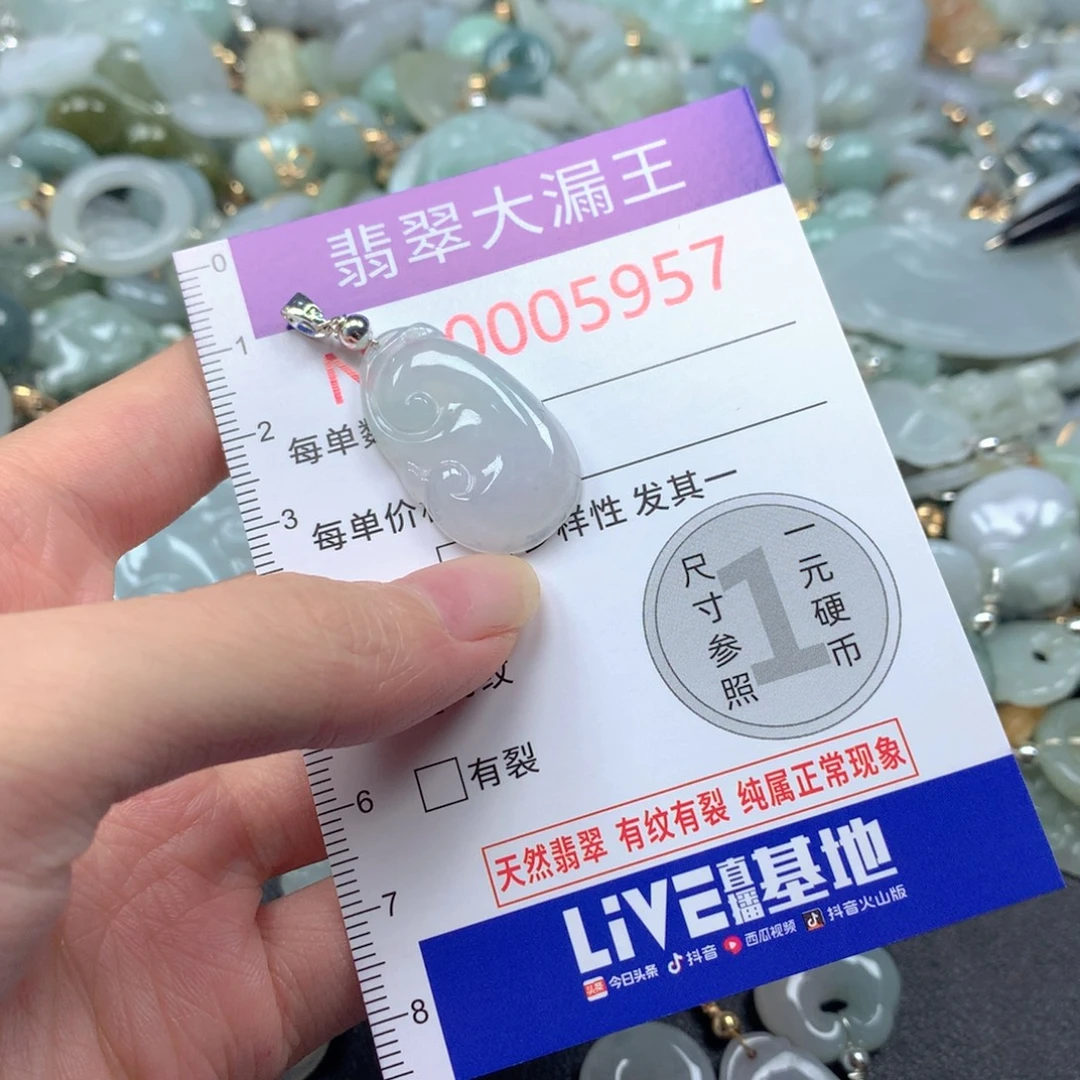 翡翠大漏王
0005957
每单
每单价
样性 发其一
有裂
尺寸参照
1
一元硬币
天然翡翠 有纹有裂 纯属正常现象
LiVE直播基地
头条 今日头条 抖音 西瓜视频 抖音火山版
0
1
2
3
6
7
8